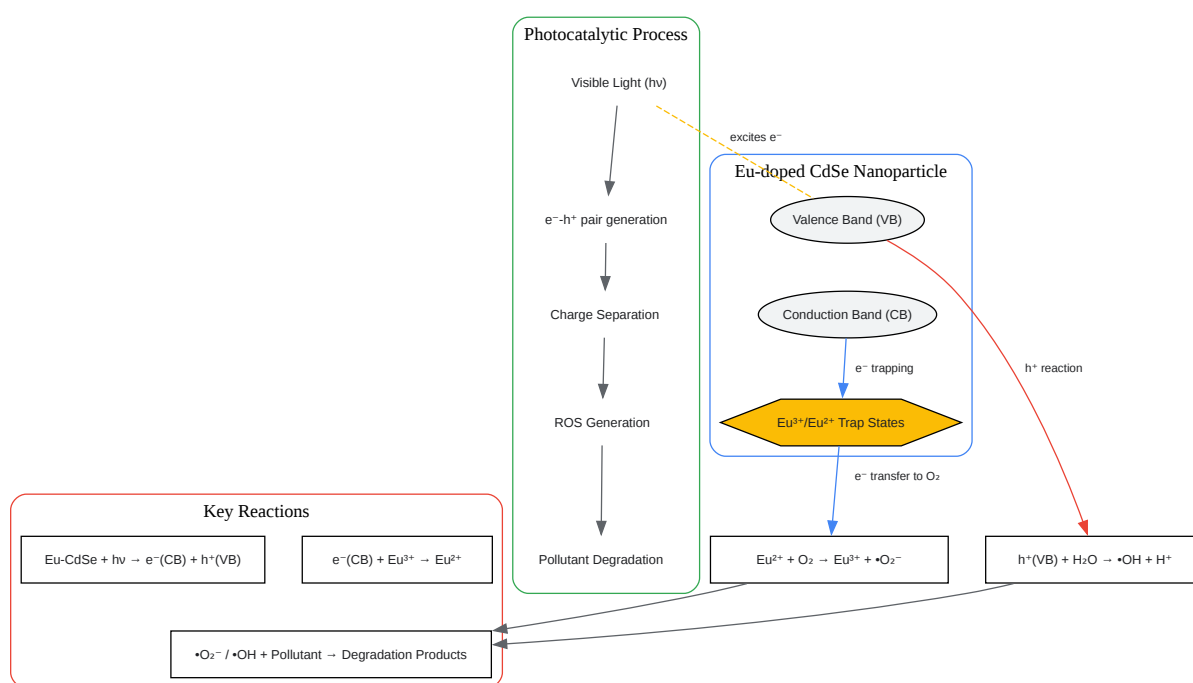 Photocatalytic Process
Visible Light (hν)
excites e⁻
Eu-doped CdSe Nanoparticle
Valence Band (VB)
e⁻-h⁺ pair generation
Conduction Band (CB)
Charge Separation
e⁻ trapping
h⁺ reaction
Eu³⁺/Eu²⁺ Trap States
ROS Generation
e⁻ transfer to O₂
Key Reactions
Eu-CdSe + hν → e⁻(CB) + h⁺(VB)
e⁻(CB) + Eu³⁺ → Eu²⁺
Pollutant Degradation
Eu²⁺ + O₂ → Eu³⁺ + •O₂⁻
h⁺(VB) + H₂O → •OH + H⁺
•O₂⁻ / •OH + Pollutant → Degradation Products